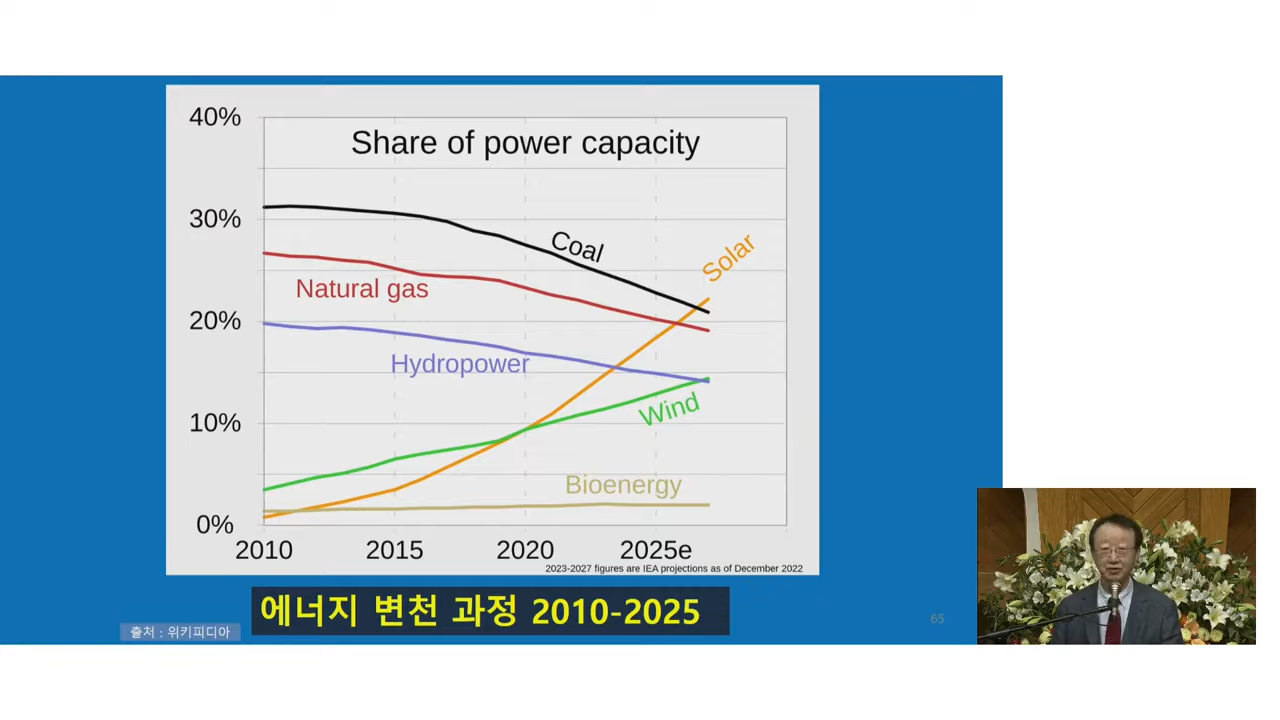 Share of power capacity
40%
30%
20%
10%
0%
Coal
Solar
Natural gas
Hydropower
Wind
Bioenergy
2010 2015 2020 2025e
2023-2027 figures are IEA projections as of December 2022
에너지 변천 과정 2010-2025
출처 : 위키피디아
65